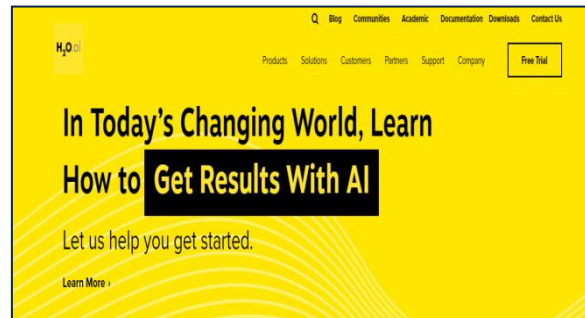 Blog Communities Academic Documentation Downloads Contact Us
H2O.ai
Products Solutions Customers Partners Support Company Free Trial
In Today's Changing World, Learn
How to Get Results With AI
Let us help you get started.
Learn More ›